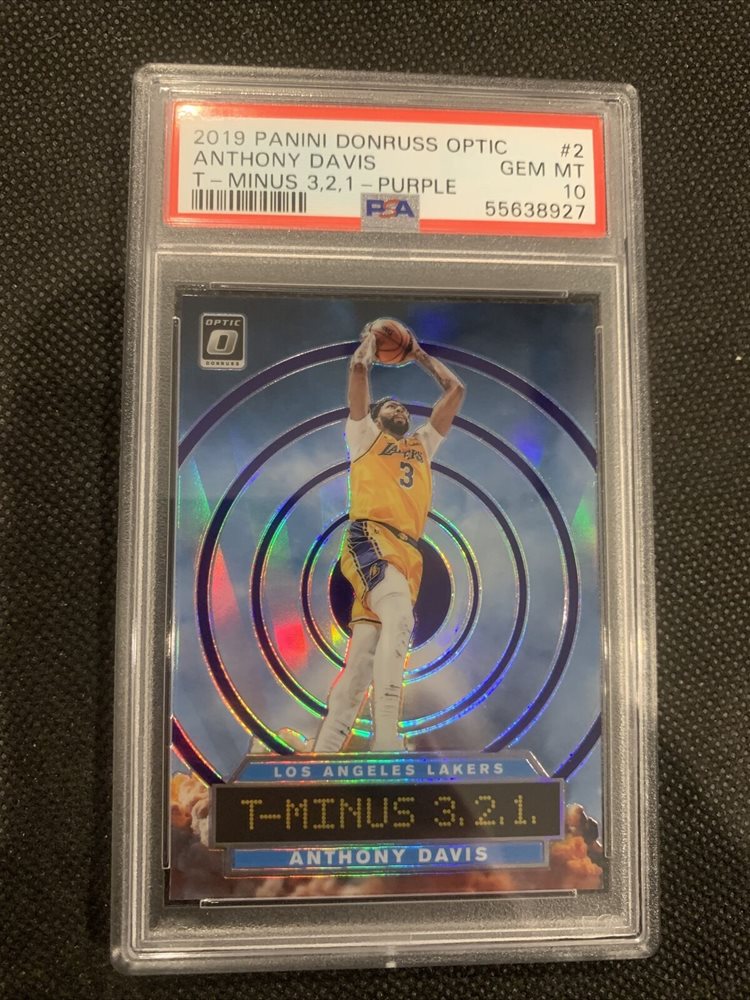 2019 PANINI DONRUSS OPTIC #2
ANTHONY DAVIS GEM MT
T - MINUS 3,2,1 - PURPLE 10
PSA 55638927
OPTIC
DONRUSS
LAKERS
3
LOS ANGELES LAKERS
T-MINUS 3.2.1.
ANTHONY DAVIS